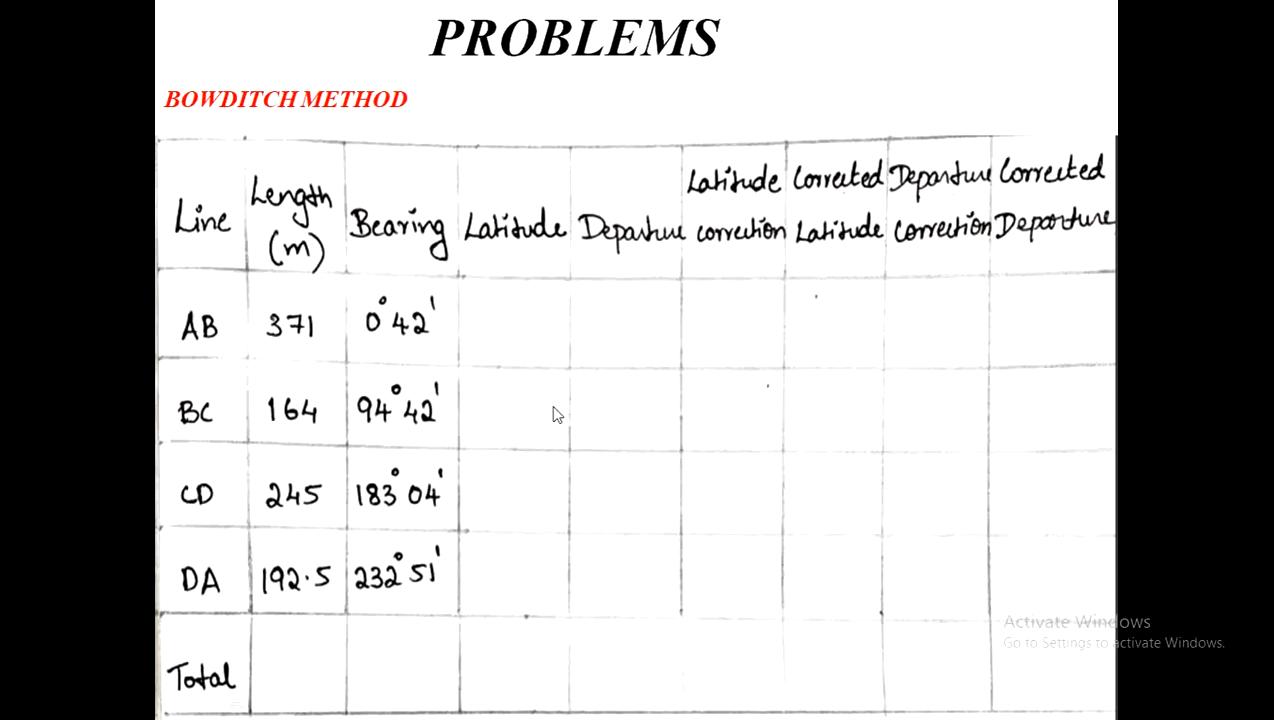 PROBLEMS
BOWDITCH METHOD
Line Length (m) Bearing Latitude Departure Latitude correction Corrected Latitude Departure correction Corrected Departure
AB 371 0°42'
BC 164 94°42'
CD 245 183°04'
DA 192.5 232°51'
Total
Activate Windows
Go to Settings to activate Windows.